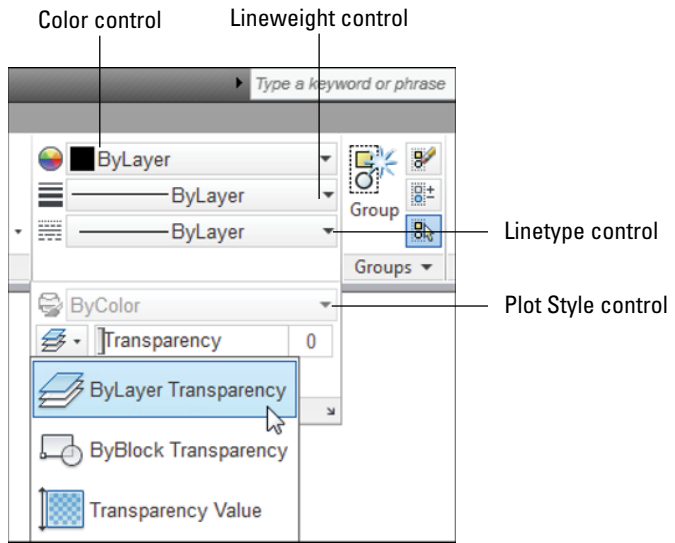 Color control
Lineweight control
Type a keyword or phrase
ByLayer
ByLayer
Group
ByLayer
Linetype control
Groups
ByColor
Plot Style control
Transparency 0
ByLayer Transparency
ByBlock Transparency
Transparency Value